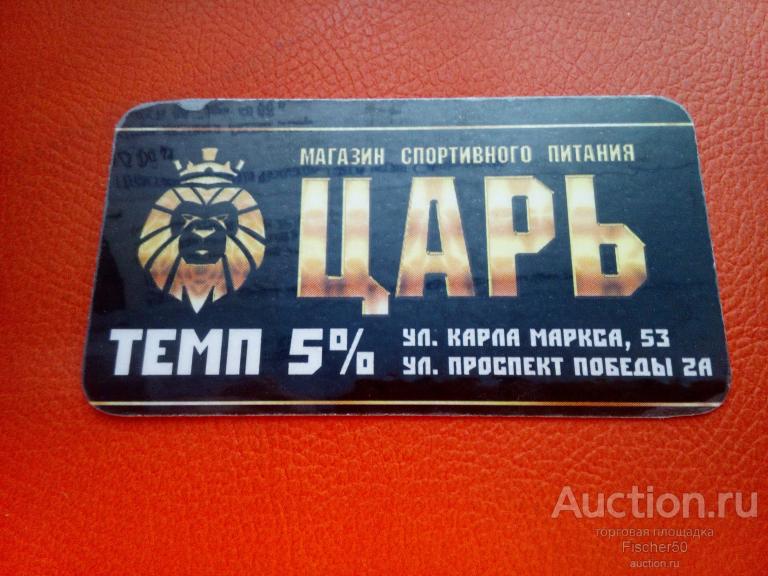 МАГАЗИН СПОРТИВНОГО ПИТАНИЯ
ЦАРЬ
ТЕМП 5%
УЛ. КАРЛА МАРКСА, 53
УЛ. ПРОСПЕКТ ПОБЕДЫ 2А
Auction.ru
торговая площадка
Fischer50
auction.ru